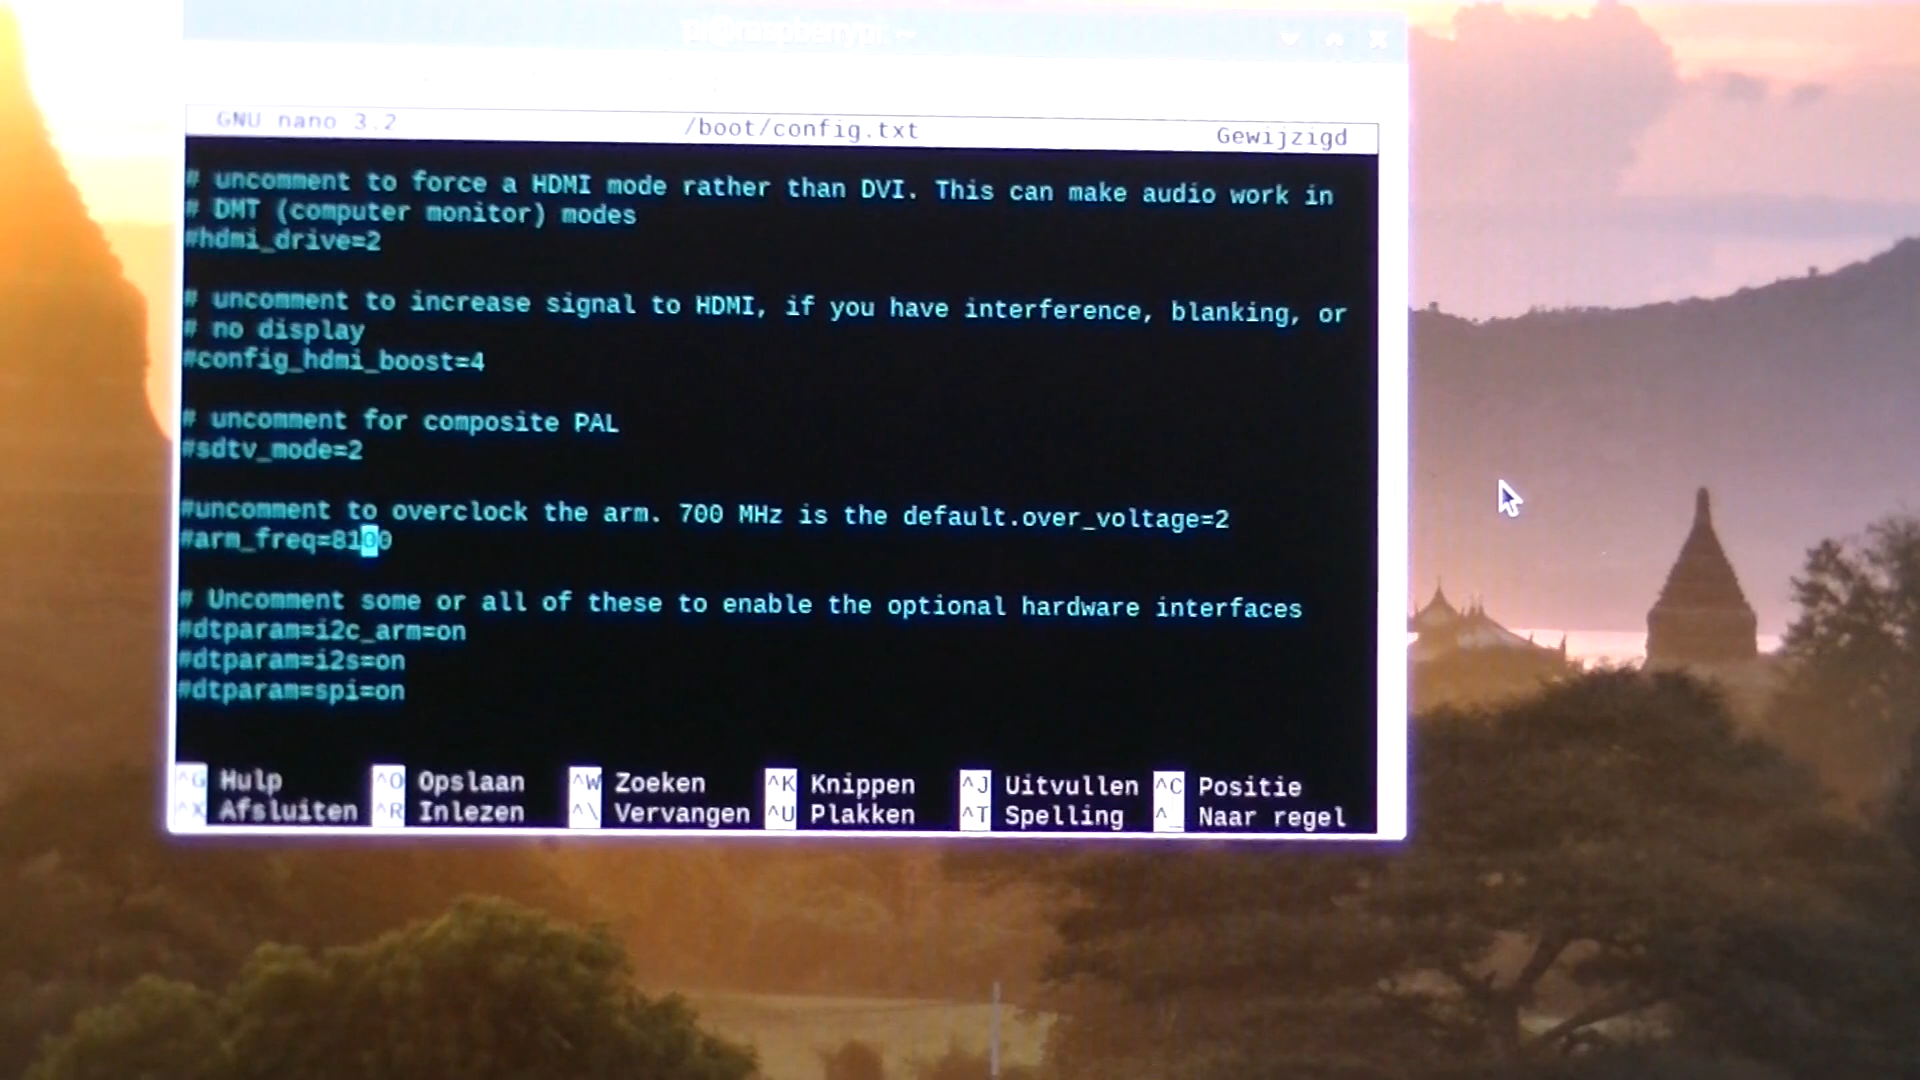 pi@raspberrypi: ~
GNU nano 3.2 /boot/config.txt Gewijzigd
# uncomment to force a HDMI mode rather than DVI. This can make audio work in
# DMT (computer monitor) modes
#hdmi_drive=2
# uncomment to increase signal to HDMI, if you have interference, blanking, or
# no display
#config_hdmi_boost=4
# uncomment for composite PAL
#sdtv_mode=2
#uncomment to overclock the arm. 700 MHz is the default.over_voltage=2
#arm_freq=8100
# Uncomment some or all of these to enable the optional hardware interfaces
#dtparam=i2c_arm=on
#dtparam=i2s=on
#dtparam=spi=on
^G Hulp ^O Opslaan ^W Zoeken ^K Knippen ^J Uitvullen ^C Positie
^X Afsluiten ^R Inlezen ^\ Vervangen ^U Plakken ^T Spelling ^_ Naar regel